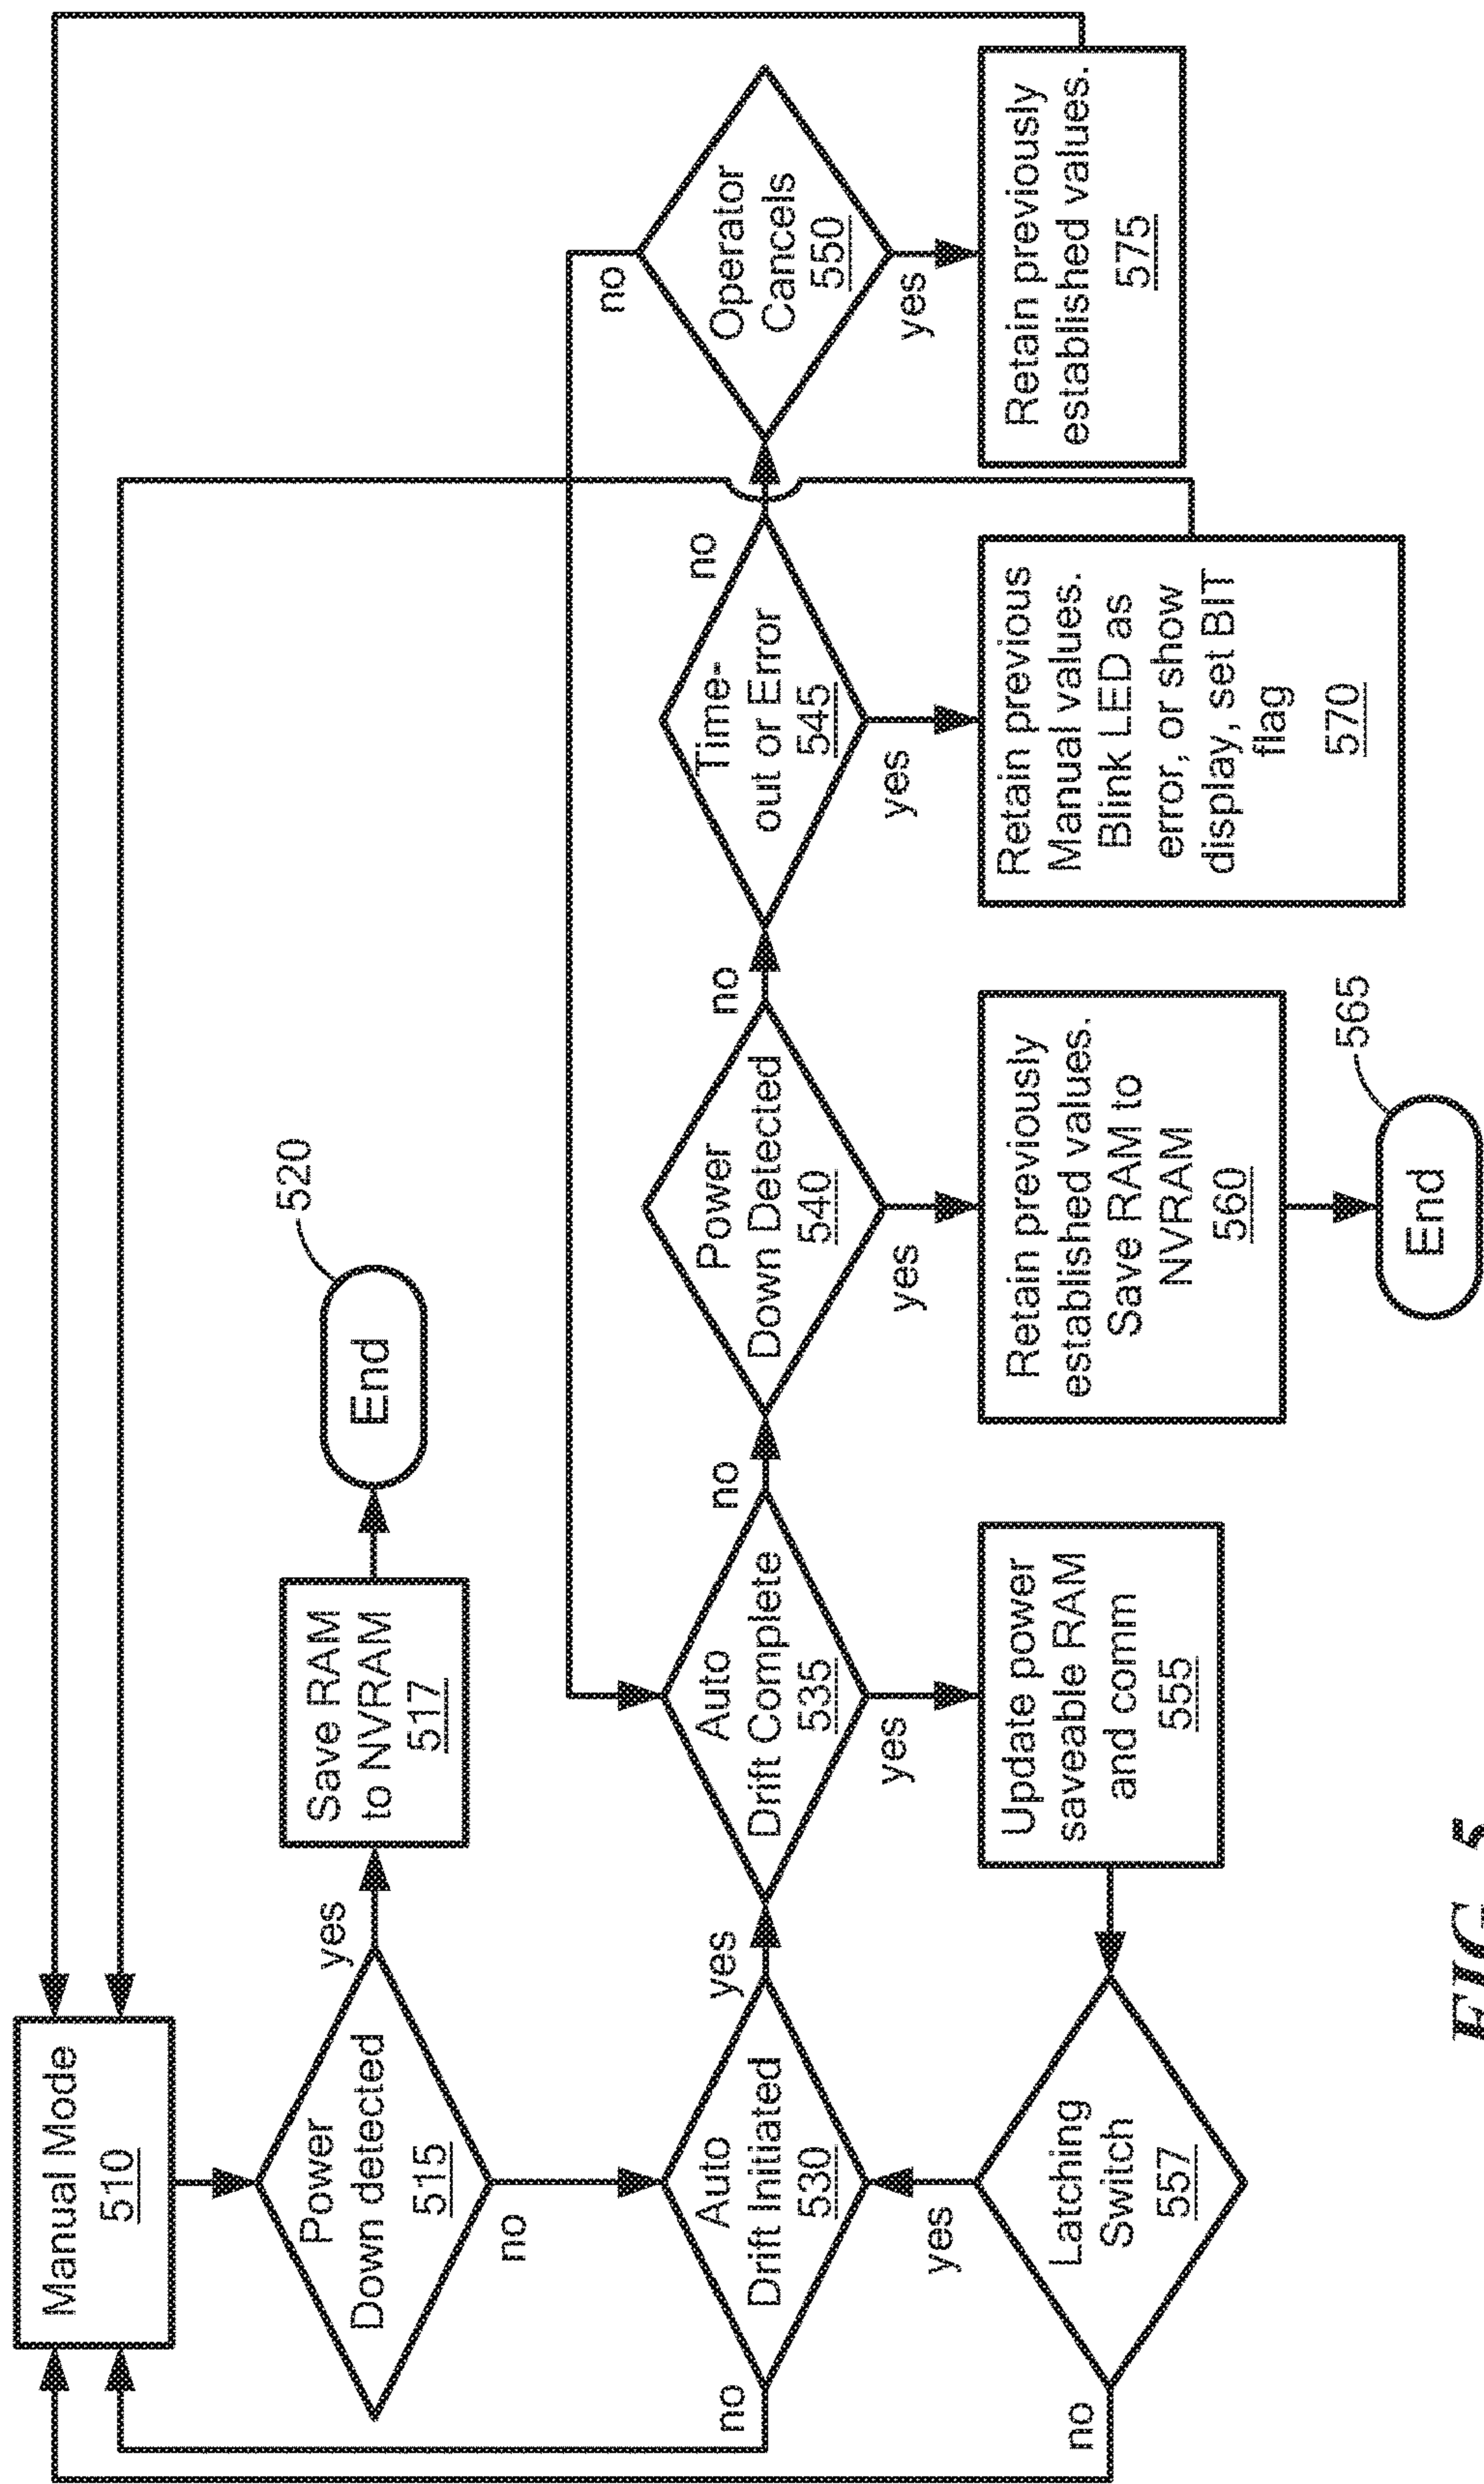 Manual Mode
510
Power
Down detected
515
yes
no
Save RAM
to NVRAM
517
End
520
Auto
Drift Initiated
530
yes
no
Auto
Drift Complete
535
no
yes
Power
Down Detected
540
no
yes
Time-
out or Error
545
no
yes
Operator
Cancels
550
no
yes
Latching
Switch
557
yes
no
Update power
saveable RAM
and comm
555
Retain previously
established values.
Save RAM to
NVRAM
560
End
565
Retain previous
Manual values.
Blink LED as
error, or show
display, set BIT
flag
570
Retain previously
established values.
575
FIG. 5